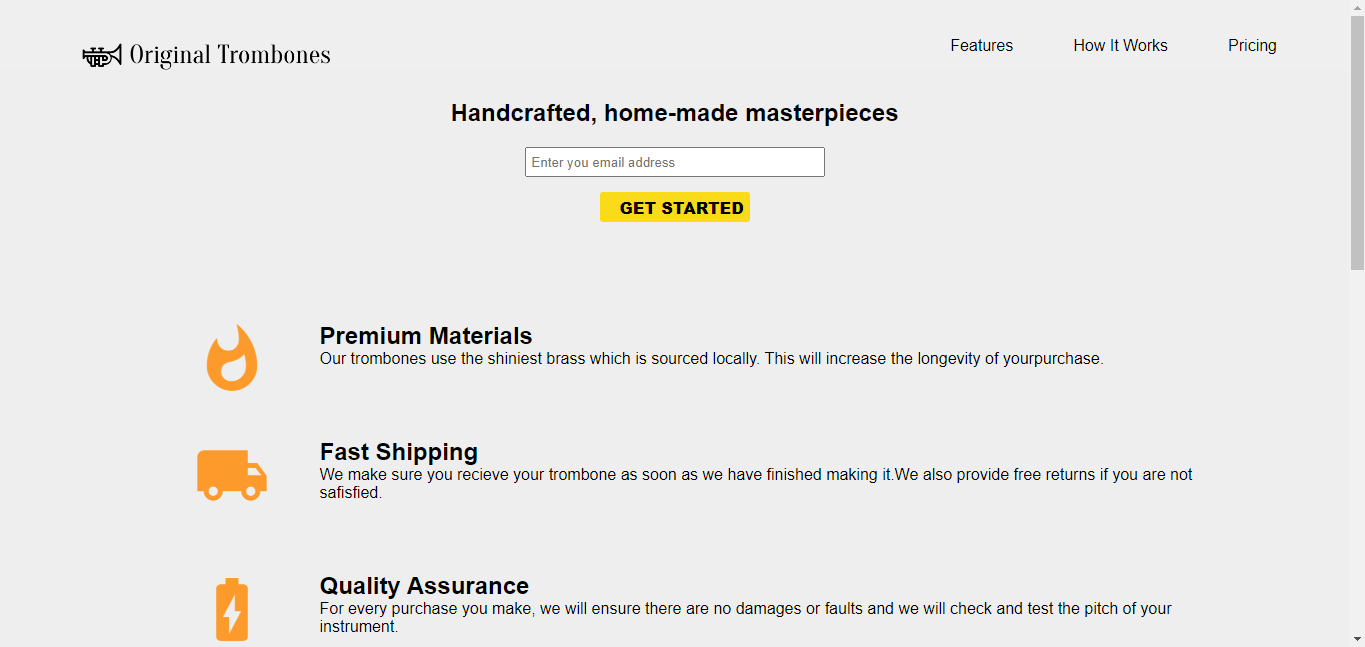 Original Trombones
Features
How It Works
Pricing
Handcrafted, home-made masterpieces
Enter you email address
GET STARTED
Premium Materials
Our trombones use the shiniest brass which is sourced locally. This will increase the longevity of yourpurchase.
Fast Shipping
We make sure you recieve your trombone as soon as we have finished making it.We also provide free returns if you are not
safisfied.
Quality Assurance
For every purchase you make, we will ensure there are no damages or faults and we will check and test the pitch of your
instrument.